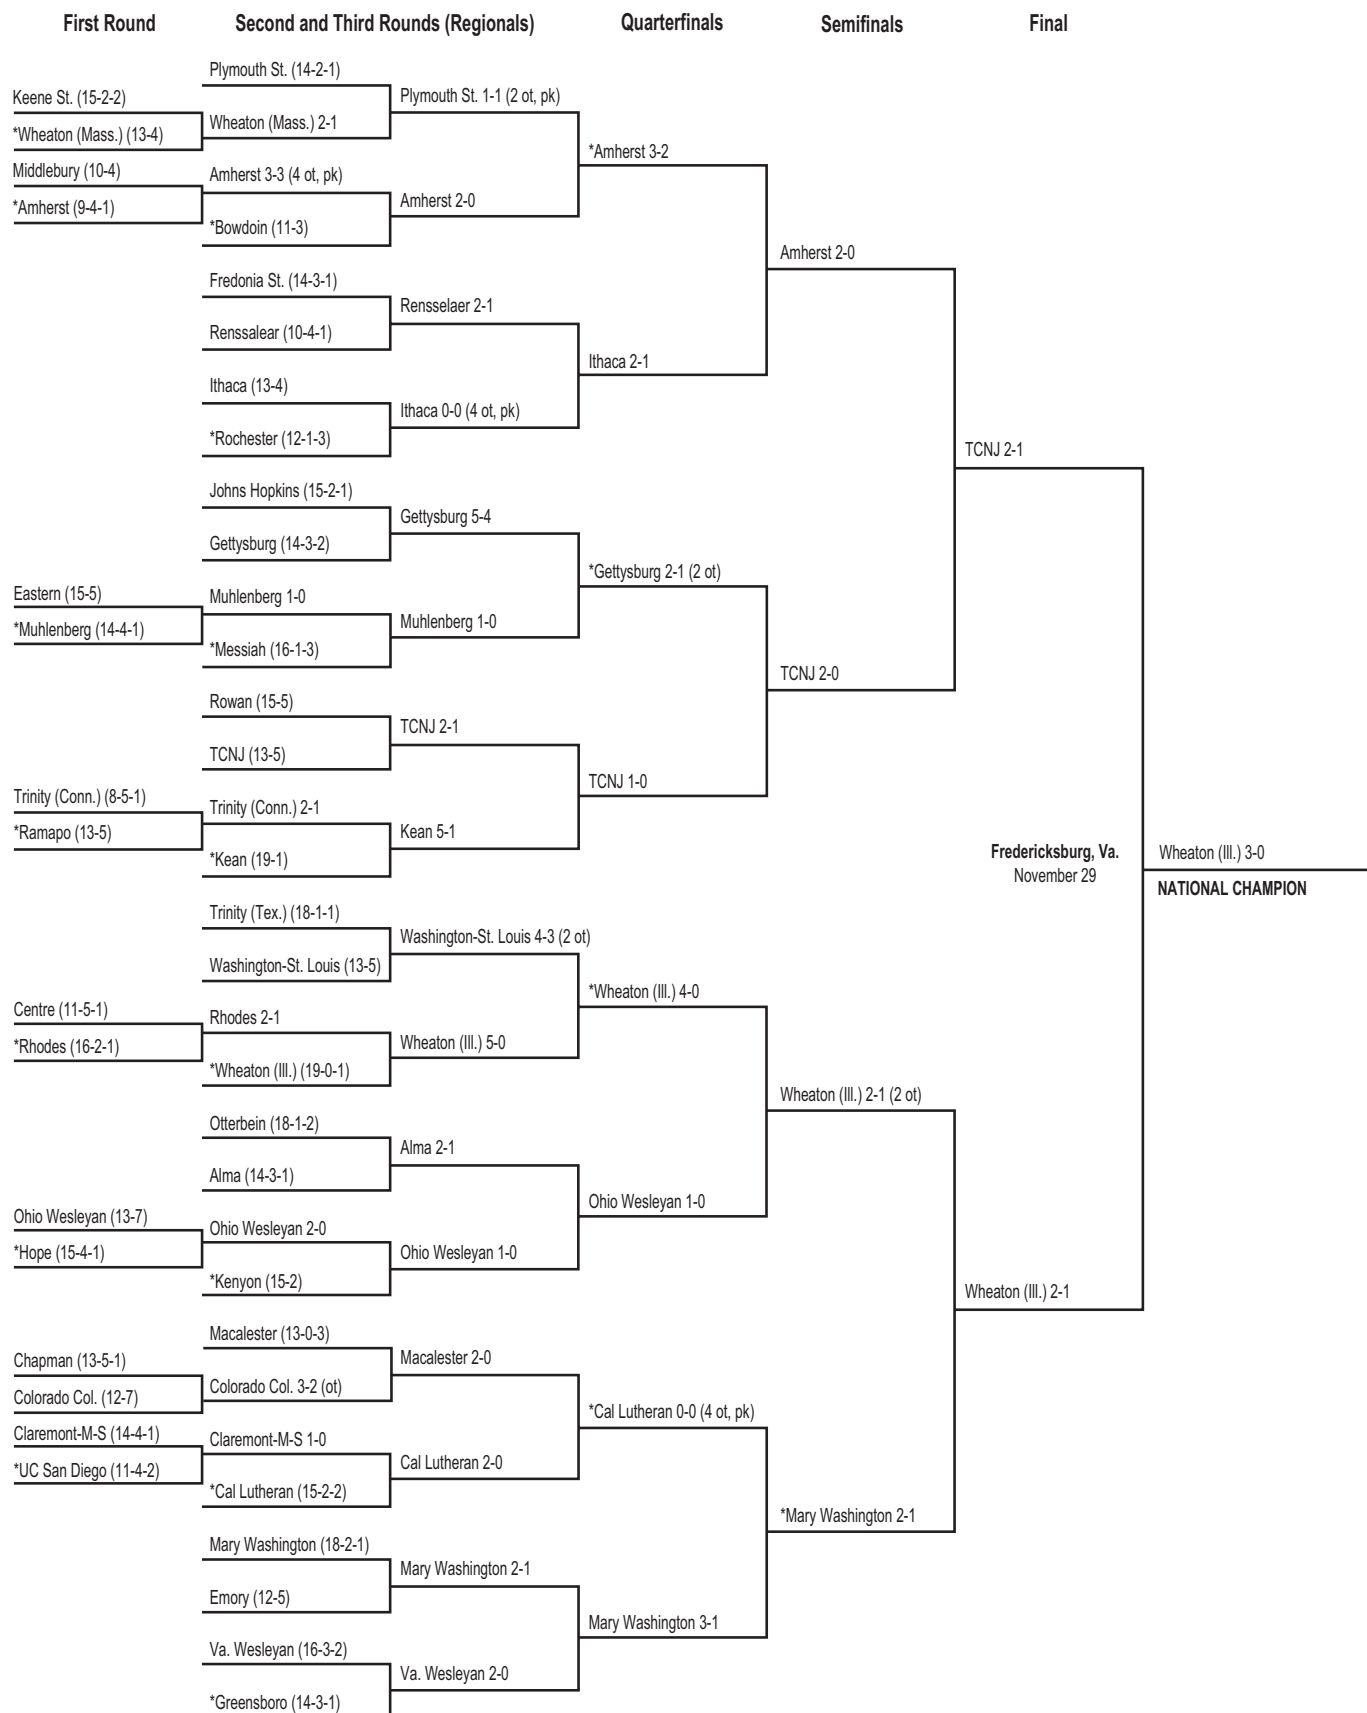 First Round
Second and Third Rounds (Regionals)
Quarterfinals
Semifinals
Final
Keene St. (15-2-2)
*Wheaton (Mass.) (13-4)
Middlebury (10-4)
*Amherst (9-4-1)
Eastern (15-5)
*Muhlenberg (14-4-1)
Trinity (Conn.) (8-5-1)
*Ramapo (13-5)
Centre (11-5-1)
*Rhodes (16-2-1)
Ohio Wesleyan (13-7)
*Hope (15-4-1)
Chapman (13-5-1)
Colorado Col. (12-7)
Claremont-M-S (14-4-1)
*UC San Diego (11-4-2)
Plymouth St. (14-2-1)
Wheaton (Mass.) 2-1
Amherst 3-3 (4 ot, pk)
*Bowdoin (11-3)
Fredonia St. (14-3-1)
Renssalear (10-4-1)
Ithaca (13-4)
*Rochester (12-1-3)
Johns Hopkins (15-2-1)
Gettysburg (14-3-2)
Muhlenberg 1-0
*Messiah (16-1-3)
Rowan (15-5)
TCNJ (13-5)
Trinity (Conn.) 2-1
*Kean (19-1)
Trinity (Tex.) (18-1-1)
Washington-St. Louis (13-5)
Rhodes 2-1
*Wheaton (Ill.) (19-0-1)
Otterbein (18-1-2)
Alma (14-3-1)
Ohio Wesleyan 2-0
*Kenyon (15-2)
Macalester (13-0-3)
Colorado Col. 3-2 (ot)
Claremont-M-S 1-0
*Cal Lutheran (15-2-2)
Mary Washington (18-2-1)
Emory (12-5)
Va. Wesleyan (16-3-2)
*Greensboro (14-3-1)
Plymouth St. 1-1 (2 ot, pk)
Amherst 2-0
Rensselaer 2-1
Ithaca 0-0 (4 ot, pk)
Gettysburg 5-4
Muhlenberg 1-0
TCNJ 2-1
Kean 5-1
Washington-St. Louis 4-3 (2 ot)
Wheaton (Ill.) 5-0
Alma 2-1
Ohio Wesleyan 1-0
Macalester 2-0
Cal Lutheran 2-0
Mary Washington 2-1
Va. Wesleyan 2-0
*Amherst 3-2
Ithaca 2-1
*Gettysburg 2-1 (2 ot)
TCNJ 1-0
*Wheaton (Ill.) 4-0
Ohio Wesleyan 1-0
*Cal Lutheran 0-0 (4 ot, pk)
Mary Washington 3-1
Amherst 2-0
TCNJ 2-0
Wheaton (Ill.) 2-1 (2 ot)
*Mary Washington 2-1
TCNJ 2-1
Wheaton (Ill.) 2-1
Fredericksburg, Va.
November 29
Wheaton (Ill.) 3-0
NATIONAL CHAMPION